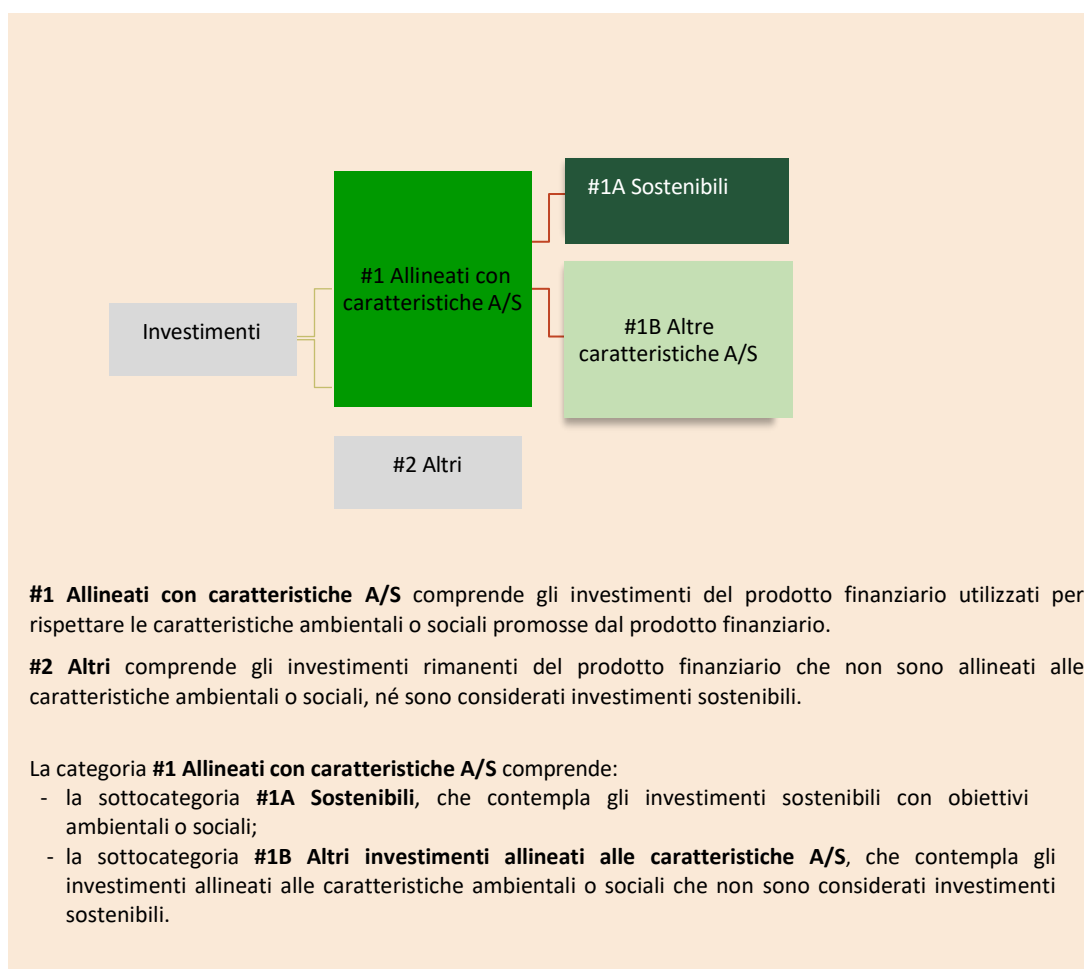 #1A Sostenibili
#1 Allineati con
caratteristiche A/S
Investimenti
#1B Altre
caratteristiche A/S
#2 Altri
#1 Allineati con caratteristiche A/S comprende gli investimenti del prodotto finanziario utilizzati per
rispettare le caratteristiche ambientali o sociali promosse dal prodotto finanziario.
#2 Altri comprende gli investimenti rimanenti del prodotto finanziario che non sono allineati alle
caratteristiche ambientali o sociali, né sono considerati investimenti sostenibili.
La categoria #1 Allineati con caratteristiche A/S comprende:
- la sottocategoria #1A Sostenibili, che contempla gli investimenti sostenibili con obiettivi
ambientali o sociali;
- la sottocategoria #1B Altri investimenti allineati alle caratteristiche A/S, che contempla gli
investimenti allineati alle caratteristiche ambientali o sociali che non sono considerati investimenti
sostenibili.